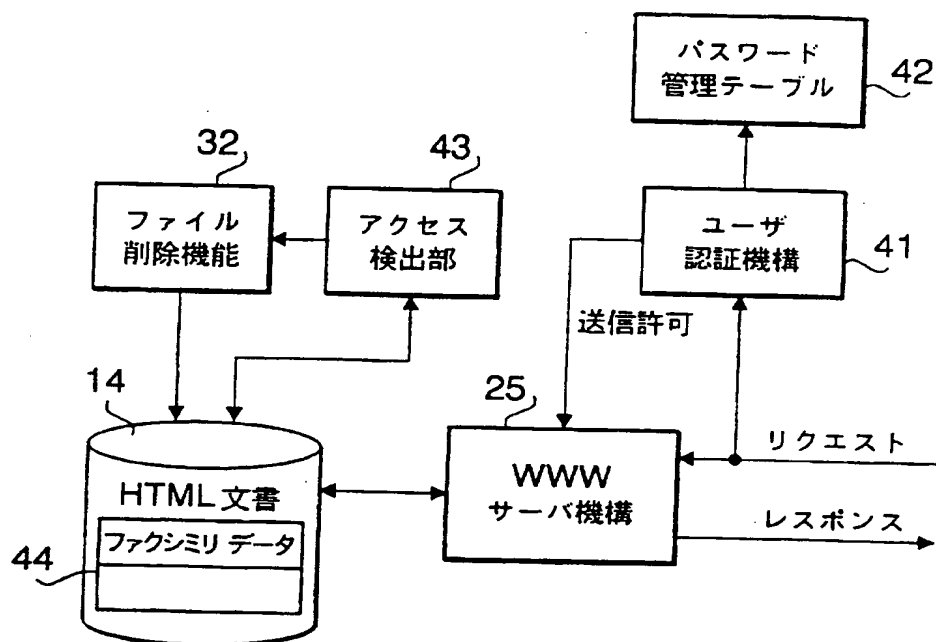 パスワード
管理テーブル
42
32
43
ファイル
削除機能
アクセス
検出部
ユーザ
認証機構
41
送信許可
14
25
HTML文書
WWW
サーバ機構
リクエスト
レスポンス
ファクシミリ データ
44